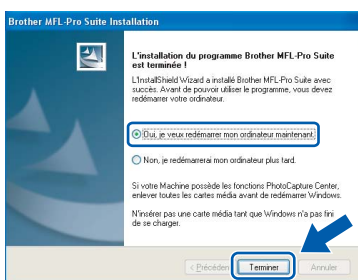 Brother MFL-Pro Suite Installation
L'installation du programme Brother MFL-Pro Suite
est terminée !
L'InstallShield Wizard a installé Brother MFL-Pro Suite avec
succès. Avant de pouvoir utiliser le programme, vous devez
redémarrer votre ordinateur.
Oui, je veux redémarrer mon ordinateur maintenant.
Non, je redémarrerai mon ordinateur plus tard.
Si votre Machine possède les fonctions PhotoCapture Center,
enlever toutes les cartes média avant de redémarrer Windows.
N'insérer pas une carte média tant que Windows n'a pas fini
de se charger.
< Précédent Terminer Annuler